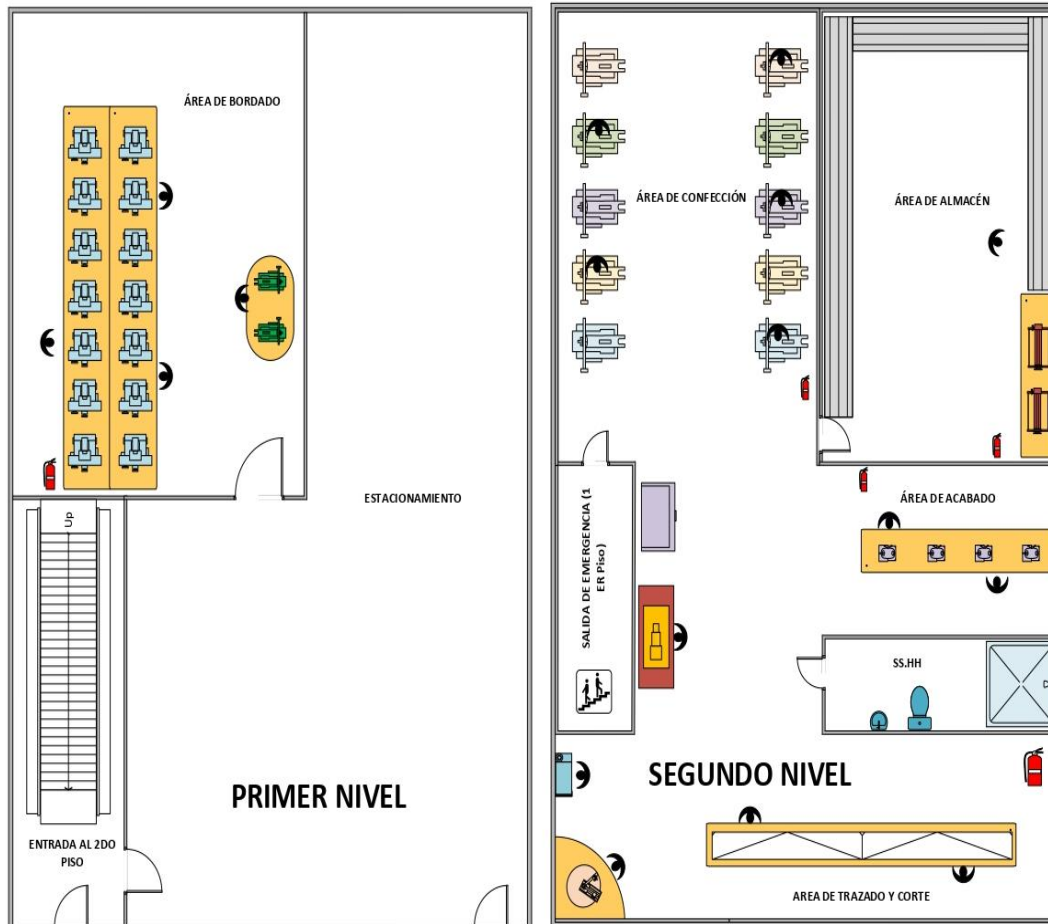 ÁREA DE BORDADO
Up
ESTACIONAMIENTO
PRIMER NIVEL
ENTRADA AL 2DO
PISO
ÁREA DE CONFECCIÓN
ÁREA DE ALMACÉN
SALIDA DE EMERGENCIA (1
ER Piso)
ÁREA DE ACABADO
SS.HH
SEGUNDO NIVEL
AREA DE TRAZADO Y CORTE